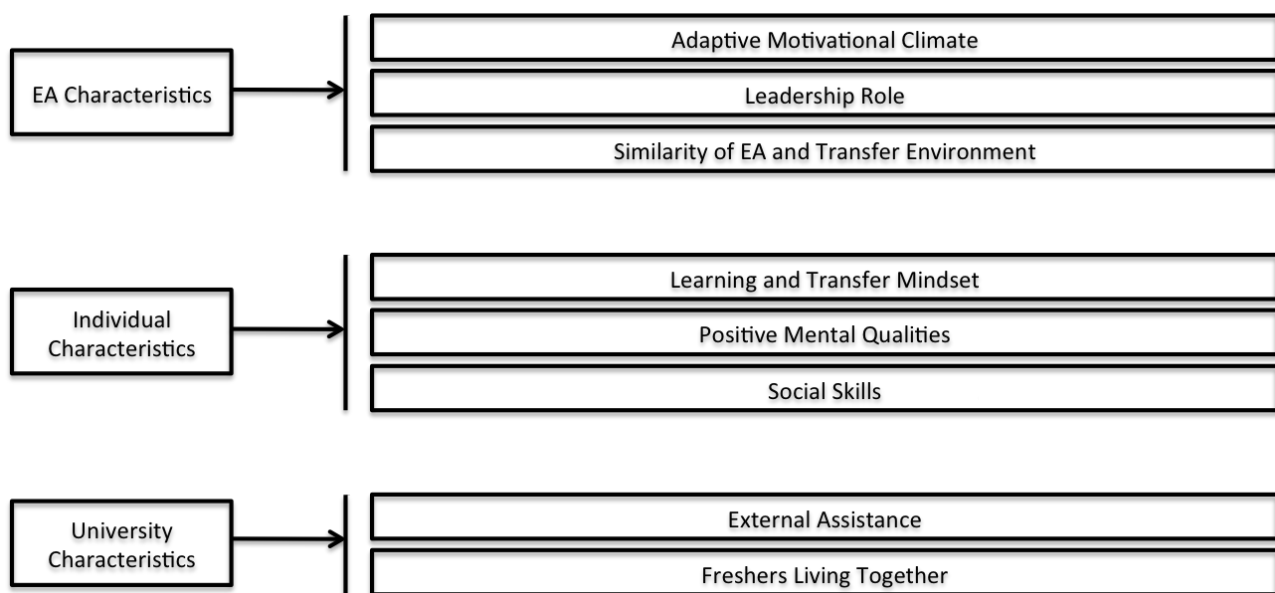 EA Characteristics
Adaptive Motivational Climate
Leadership Role
Similarity of EA and Transfer Environment
Individual
Characteristics
Learning and Transfer Mindset
Positive Mental Qualities
Social Skills
University
Characteristics
External Assistance
Freshers Living Together